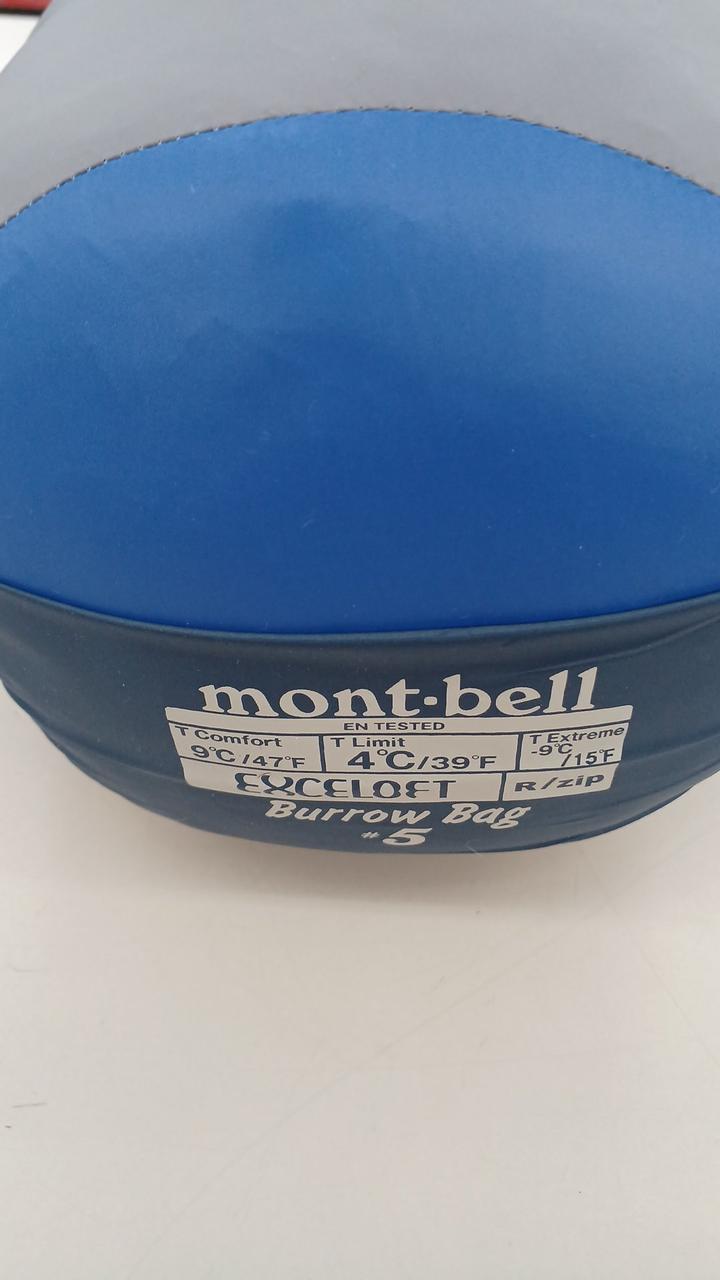 mont·bell
EN TESTED
T Comfort
9℃/47°F
T Limit
4℃/39°F
T Extreme
-9℃/15°F
EXCELOFT
R/zip
Burrow Bag
#5